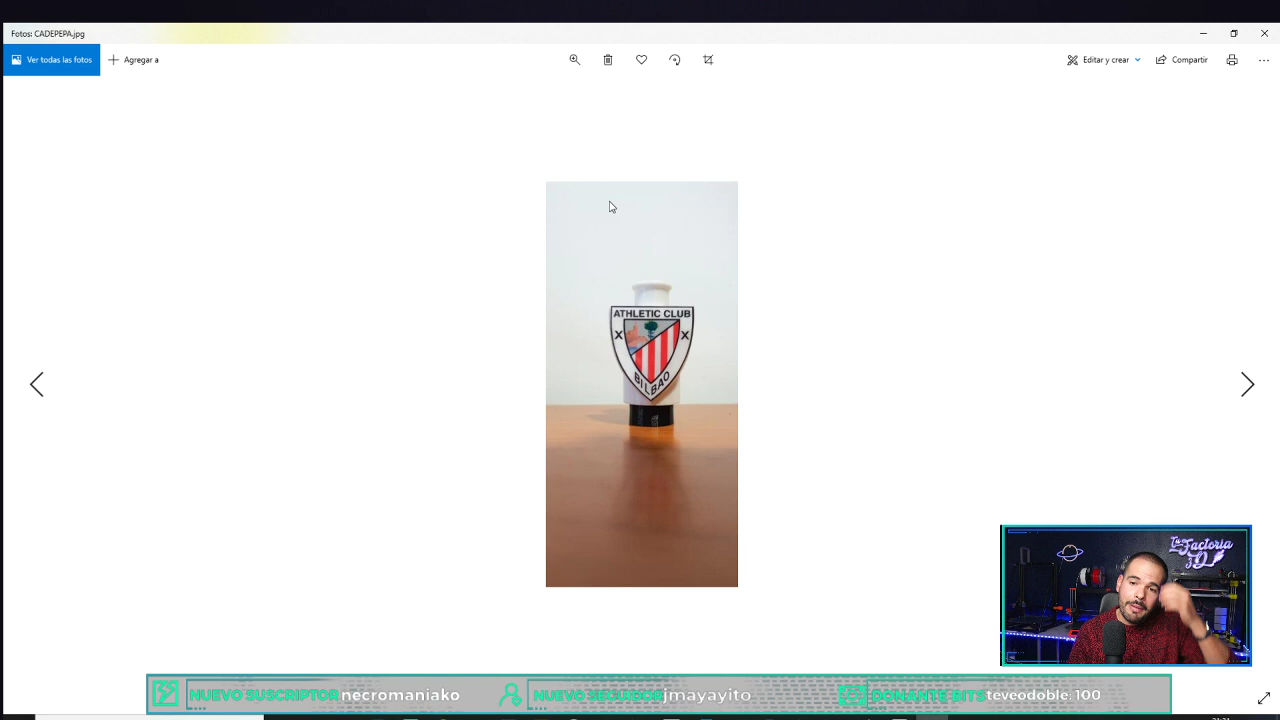 Fotos: CADEPEPA.jpg
Ver todas las fotos
Agregar a
Editar y crear
Compartir
ATHLETIC CLUB
X X
BILBAO
La Factoria
3D
NUEVO SUSCRIPTOR necromaniako
NUEVO SEGUIDOR jmayayito
DONANTE BITS teveodoble: 100